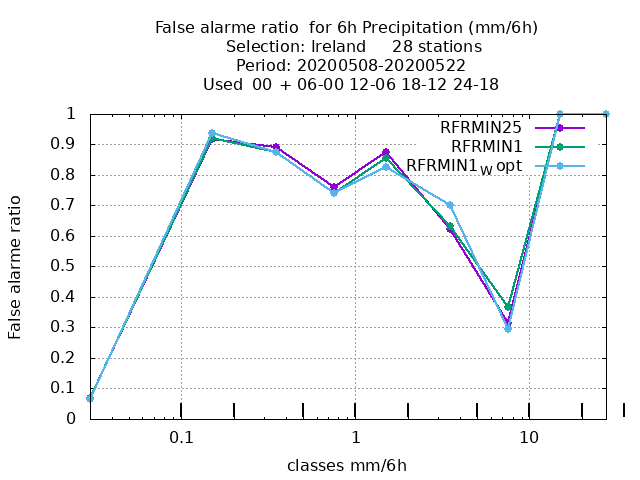 False alarme ratio  for 6h Precipitation (mm/6h)
Selection: Ireland     28 stations
Period: 20200508-20200522
Used  00 + 06-00 12-06 18-12 24-18
RFRMIN25
RFRMIN1
RFRMIN1_W opt
1
0.9
0.8
0.7
0.6
0.5
0.4
0.3
0.2
0.1
0
False alarme ratio
0.1 1 10
classes mm/6h